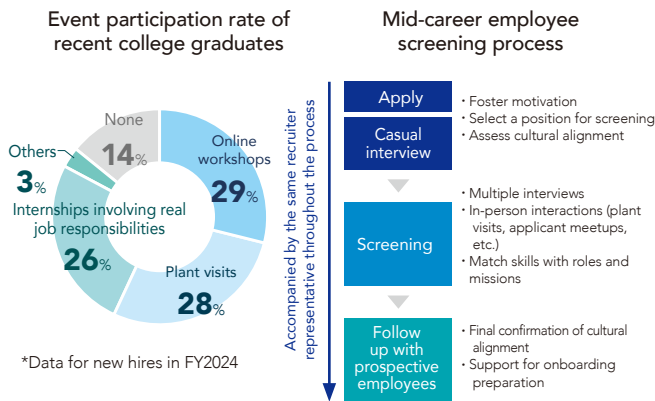 Event participation rate of
recent college graduates
None
14%
Online
workshops
29%
Others
3%
Internships involving real
job responsibilities
26%
Plant visits
28%
*Data for new hires in FY2024
Mid-career employee
screening process
Accompanied by the same recruiter
representative throughout the process
Apply
Casual
interview
・Foster motivation
・Select a position for screening
・Assess cultural alignment
Screening
・Multiple interviews
・In-person interactions (plant
visits, applicant meetups,
etc.)
・Match skills with roles and
missions
Follow
up with
prospective
employees
・Final confirmation of cultural
alignment
・Support for onboarding
preparation